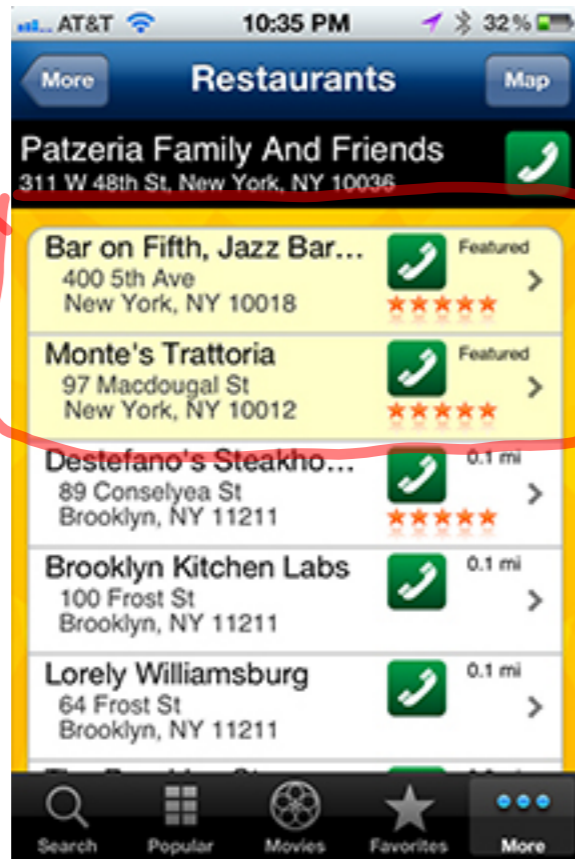 AT&T 10:35 PM 32%
More Restaurants Map
Patzeria Family And Friends
311 W 48th St, New York, NY 10036
Bar on Fifth, Jazz Bar... Featured
400 5th Ave
New York, NY 10018
Monte's Trattoria Featured
97 Macdougal St
New York, NY 10012
Destefano's Steakho... 0.1 mi
89 Conselyea St
Brooklyn, NY 11211
Brooklyn Kitchen Labs 0.1 mi
100 Frost St
Brooklyn, NY 11211
Lorely Williamsburg 0.1 mi
64 Frost St
Brooklyn, NY 11211
Search Popular Movies Favorites More